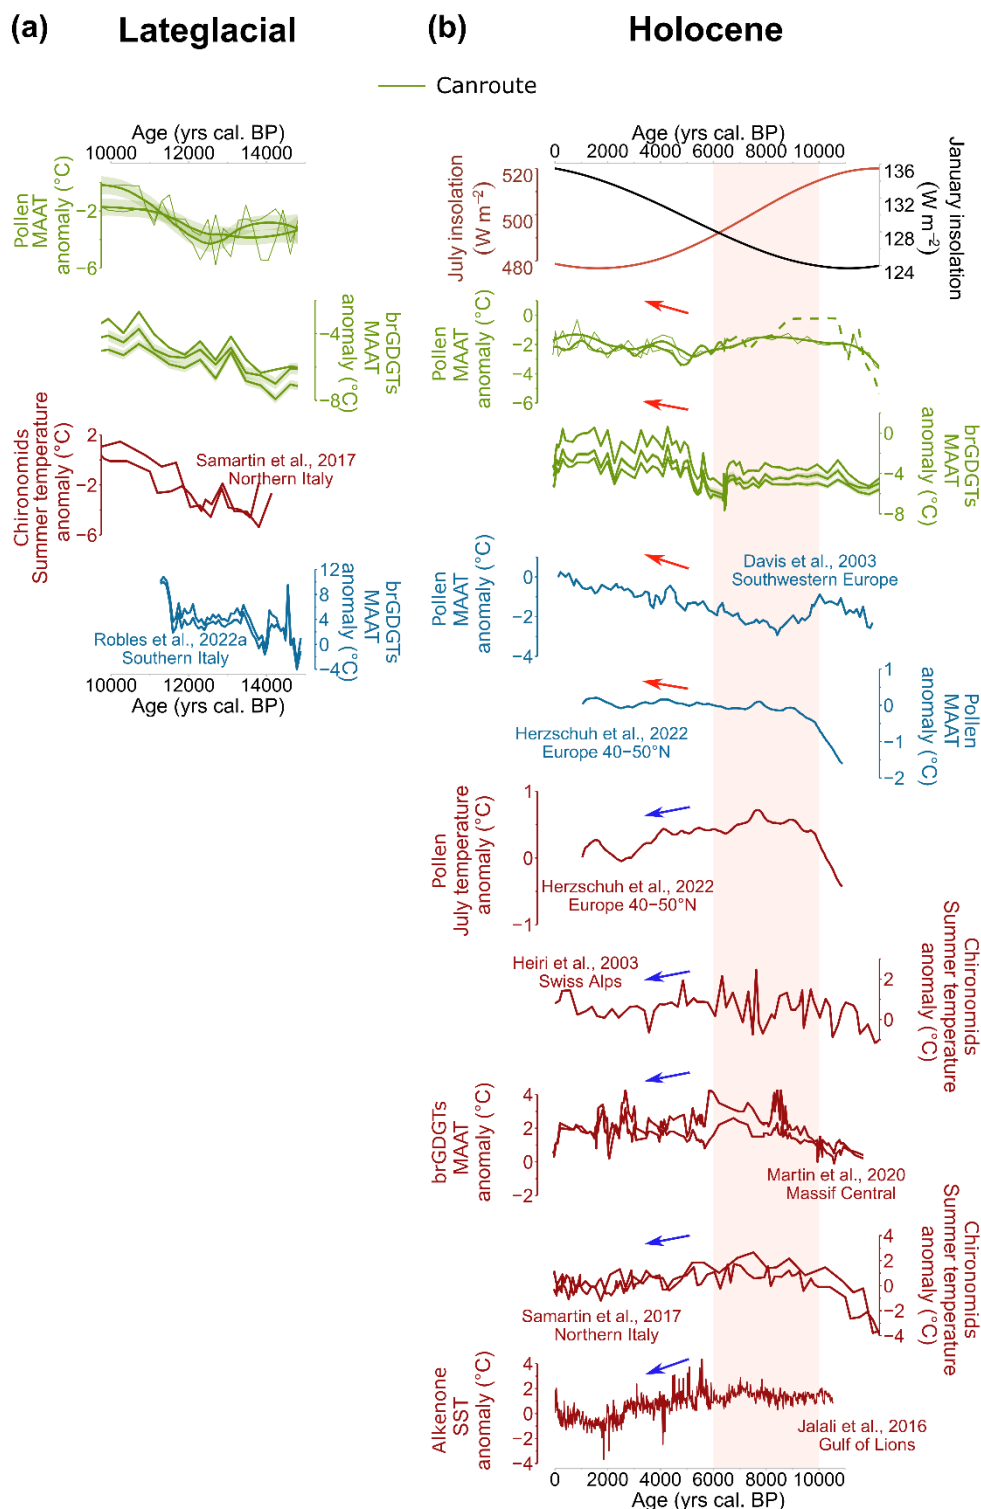 (a) Lateglacial
(b) Holocene
Canroute
Age (yrs cal. BP)
10000 12000 14000
Pollen
MAAT
anomaly (°C)
−2
−6
brGDGTs
MAAT
anomaly (°C)
−4
−8
Chironomids
Summer temperature
anomaly (°C)
2
−2
−6
Samartin et al., 2017
Northern Italy
brGDGTs
MAAT
anomaly (°C)
12
8
4
0
−4
Robles et al., 2022a
Southern Italy
10000 12000 14000
Age (yrs cal. BP)
Age (yrs cal. BP)
0 2000 4000 6000 8000 10000
July insolation
(W m−2)
520
500
480
January insolation
(W m−2)
136
132
128
124
Pollen
MAAT
anomaly (°C)
0
−2
−4
−6
brGDGTs
MAAT
anomaly (°C)
0
−4
−8
Pollen
MAAT
anomaly (°C)
0
−2
−4
Davis et al., 2003
Southwestern Europe
Pollen
MAAT
anomaly (°C)
1
0
−1
−2
Herzschuh et al., 2022
Europe 40−50°N
Pollen
July temperature
anomaly (°C)
1
0
−1
Herzschuh et al., 2022
Europe 40−50°N
Chironomids
Summer temperature
anomaly (°C)
2
0
Heiri et al., 2003
Swiss Alps
brGDGTs
MAAT
anomaly (°C)
4
2
0
−2
Martin et al., 2020
Massif Central
Chironomids
Summer temperature
anomaly (°C)
4
2
0
−2
−4
Samartin et al., 2017
Northern Italy
Alkenone
SST
anomaly (°C)
4
2
0
−2
−4
Jalali et al., 2016
Gulf of Lions
0 2000 4000 6000 8000 10000
Age (yrs cal. BP)